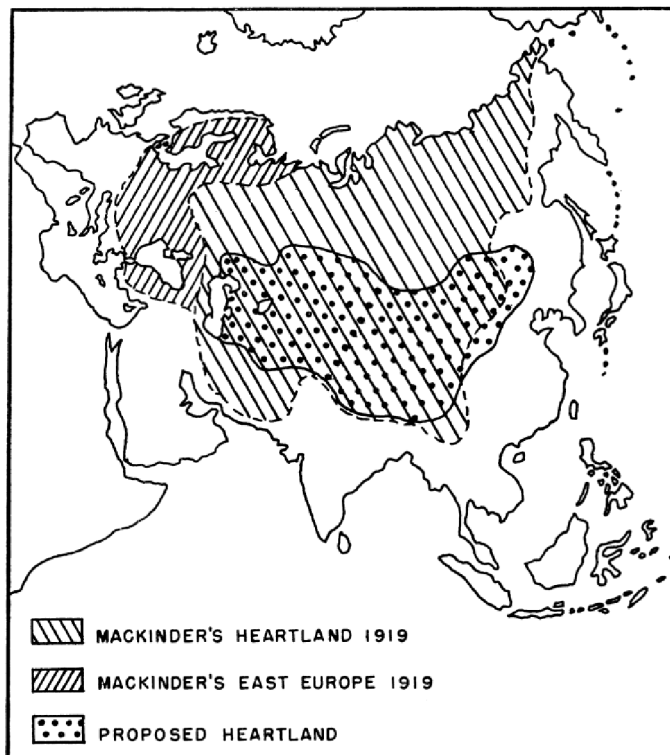 MACKINDER'S HEARTLAND 1919
MACKINDER'S EAST EUROPE 1919
PROPOSED HEARTLAND